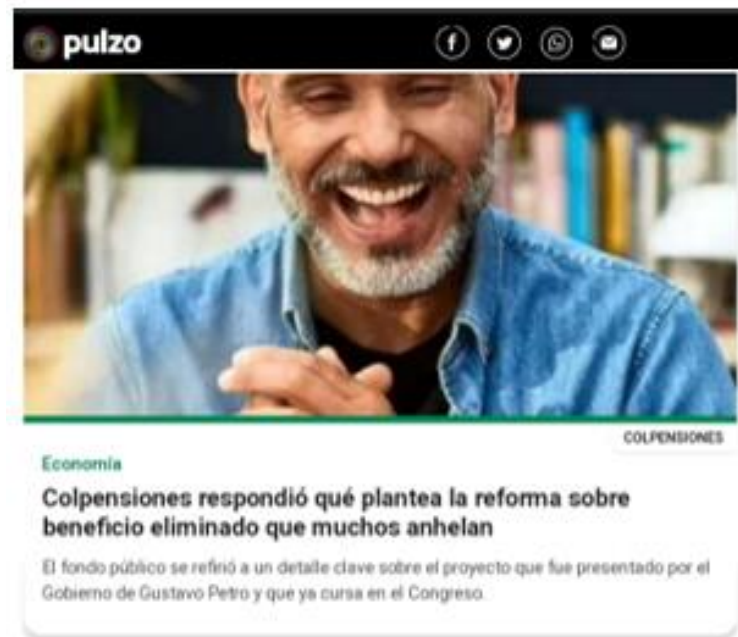 pulzo
COLPENSIONES
Economía
Colpensiones respondió qué plantea la reforma sobre
beneficio eliminado que muchos anhelan
El fondo público se refirió a un detalle clave sobre el proyecto que fue presentado por el
Gobierno de Gustavo Petro y que ya cursa en el Congreso.